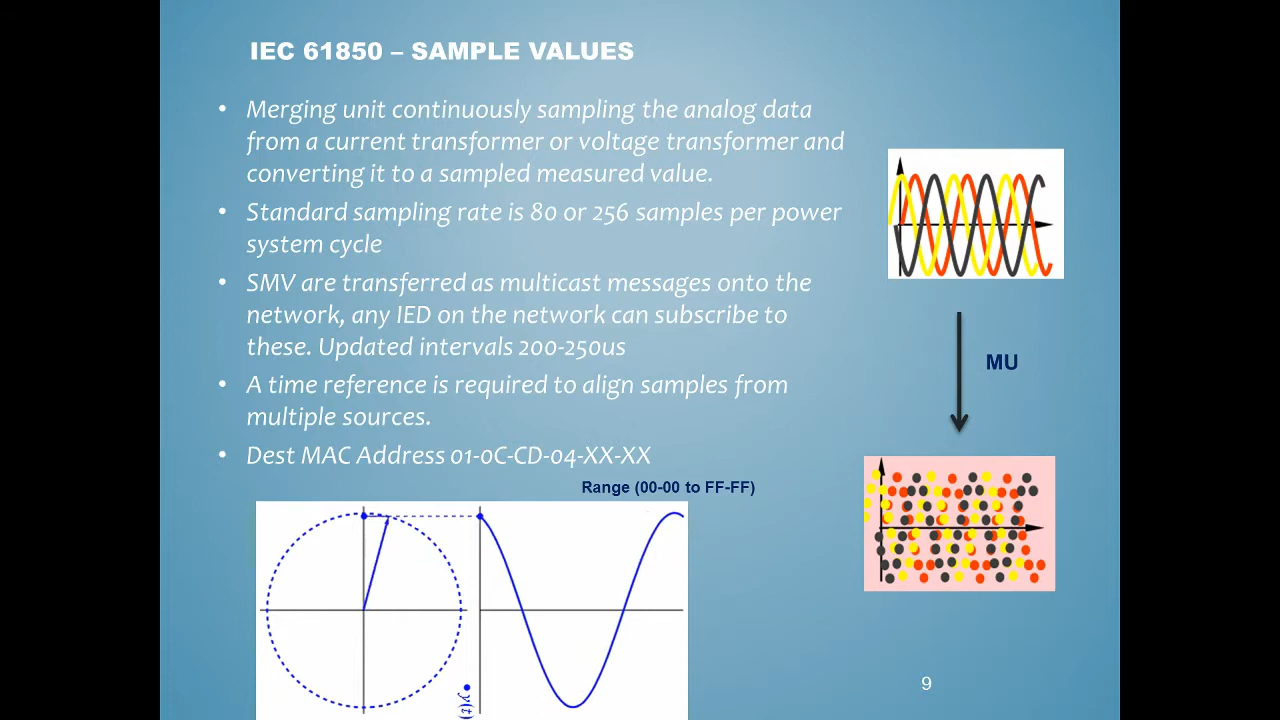 IEC 61850 – SAMPLE VALUES
• Merging unit continuously sampling the analog data
from a current transformer or voltage transformer and
converting it to a sampled measured value.
• Standard sampling rate is 80 or 256 samples per power
system cycle
• SMV are transferred as multicast messages onto the
network, any IED on the network can subscribe to
these. Updated intervals 200-250us
• A time reference is required to align samples from
multiple sources.
• Dest MAC Address 01-0C-CD-04-XX-XX
Range (00-00 to FF-FF)
MU
y(t)
9